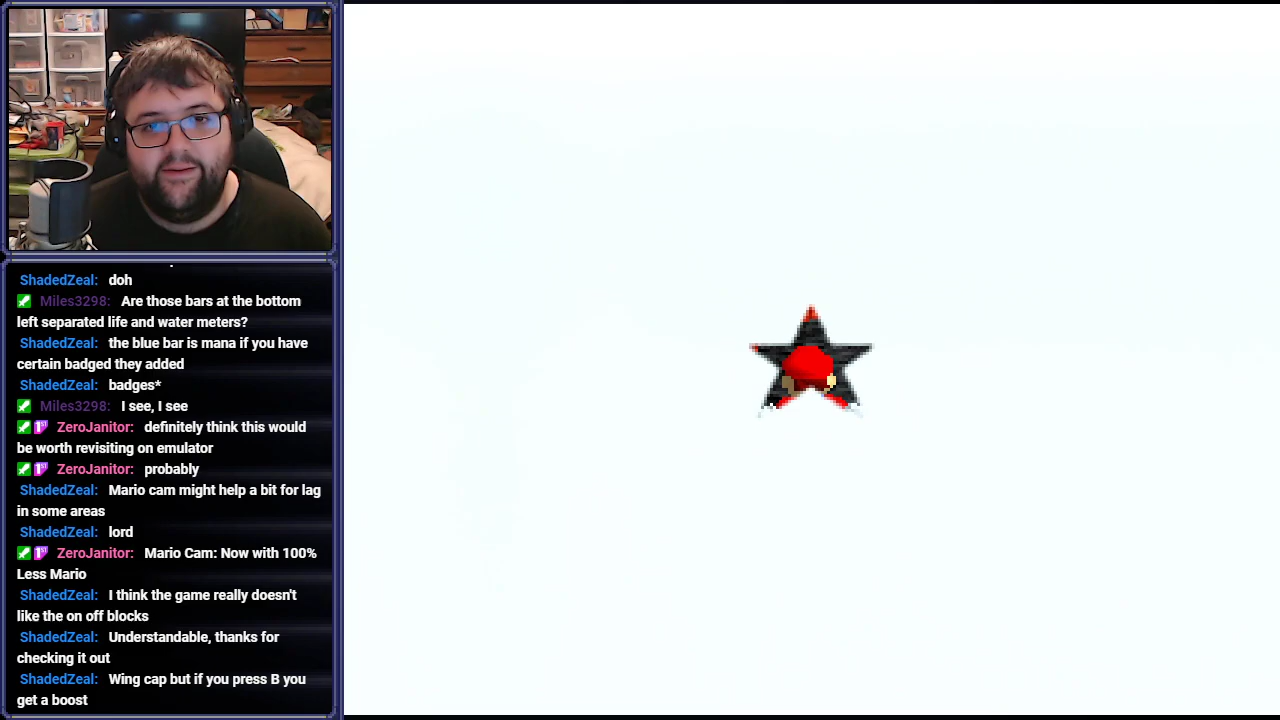 ShadedZeal: doh
Miles3298: Are those bars at the bottom
left separated life and water meters?
ShadedZeal: the blue bar is mana if you have
certain badged they added
ShadedZeal: badges*
Miles3298: I see, I see
ZeroJanitor: definitely think this would
be worth revisiting on emulator
ZeroJanitor: probably
ShadedZeal: Mario cam might help a bit for lag
in some areas
ShadedZeal: lord
ZeroJanitor: Mario Cam: Now with 100%
Less Mario
ShadedZeal: I think the game really doesn't
like the on off blocks
ShadedZeal: Understandable, thanks for
checking it out
ShadedZeal: Wing cap but if you press B you
get a boost